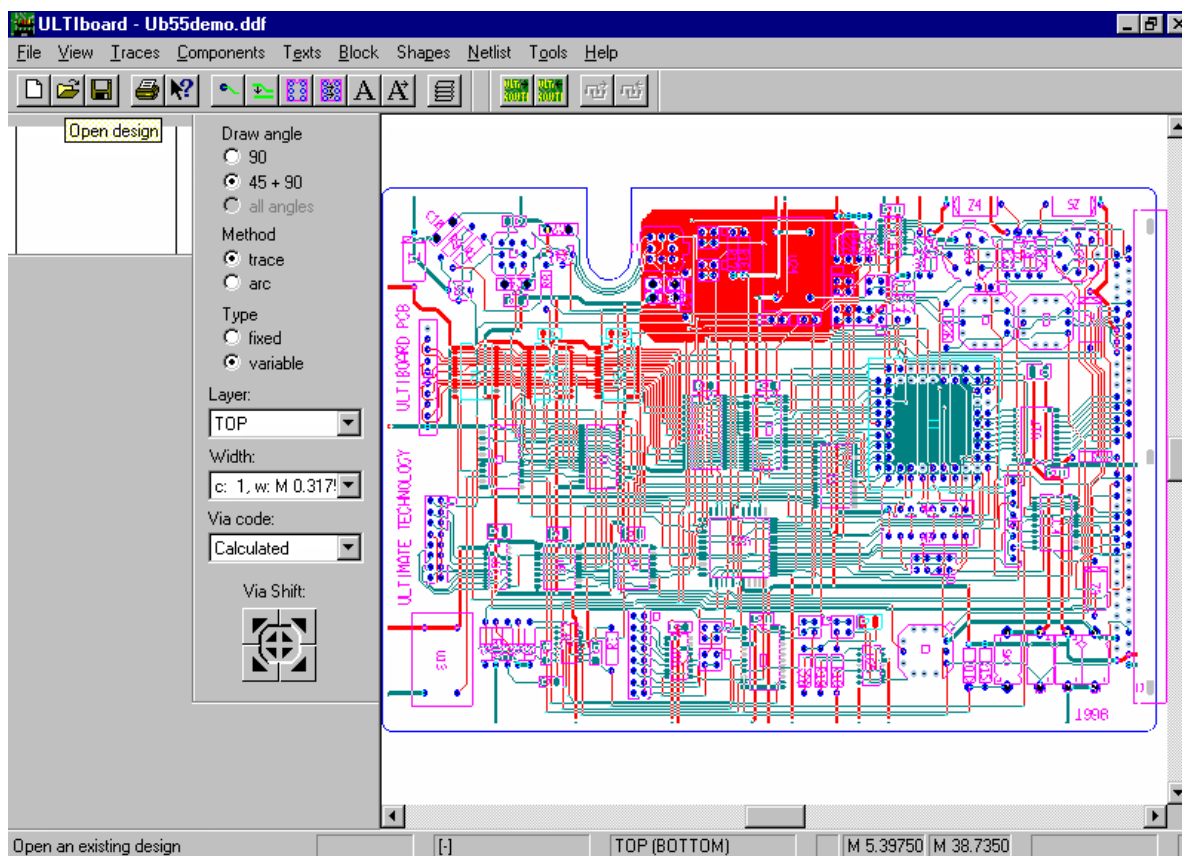 ULTIboard - Ub55demo.ddf
File View Traces Components Texts Block Shapes Netlist Tools Help
Open design
Draw angle
90
45 + 90
all angles
Method
trace
arc
Type
fixed
variable
Layer:
TOP
Width:
c: 1, w: M 0.317
Via code:
Calculated
Via Shift:
ULTIBOARD PCB
ULTIMATE TECHNOLOGY
Z4
SZ
1998
Open an existing design
[-]
TOP (BOTTOM)
M 5.39750 M 38.7350